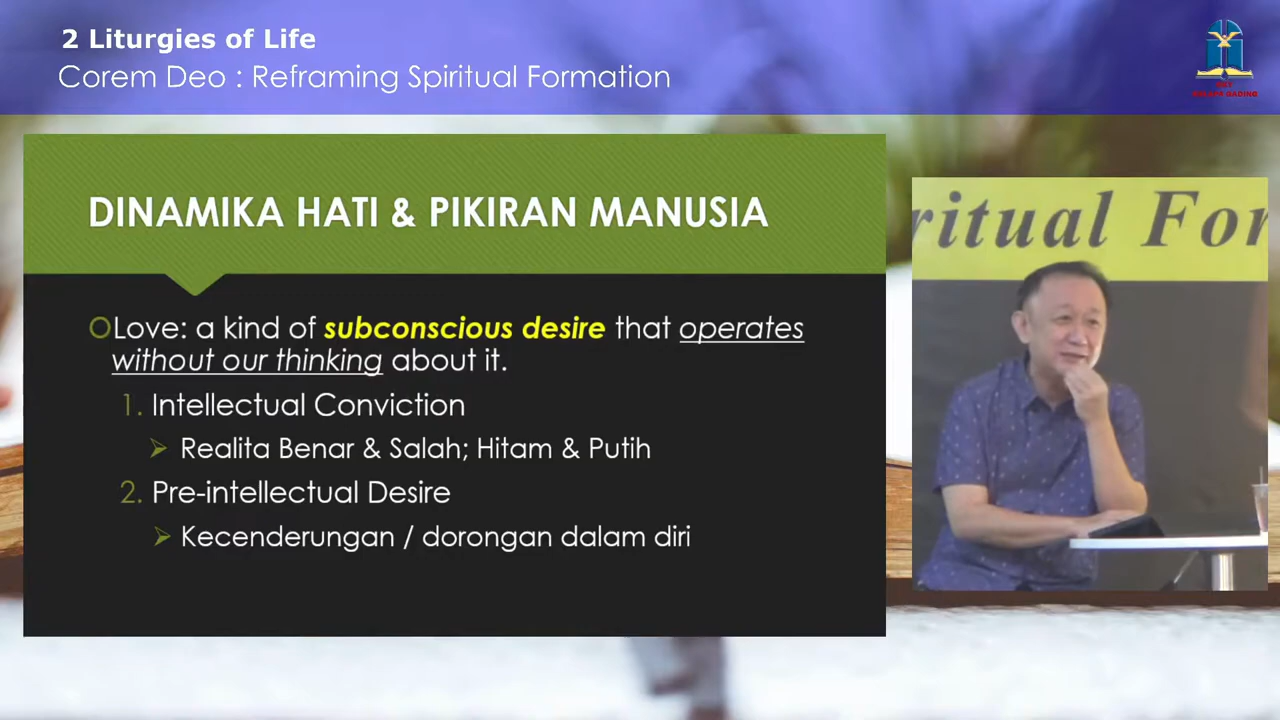 2 Liturgies of Life
Corem Deo : Reframing Spiritual Formation
DINAMIKA HATI & PIKIRAN MANUSIA
Love: a kind of subconscious desire that operates
without our thinking about it.
1. Intellectual Conviction
➢ Realita Benar & Salah; Hitam & Putih
2. Pre-intellectual Desire
➢ Kecenderungan / dorongan dalam diri
ritual For
GADING